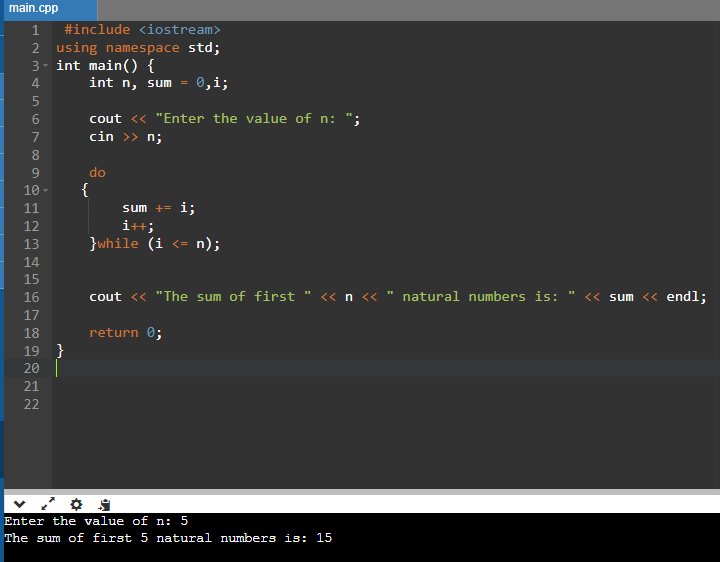 main.cpp
1 #include <iostream>
2 using namespace std;
3 int main() {
4 int n, sum = 0,i;
5
6 cout << "Enter the value of n: ";
7 cin >> n;
8
9 do
10 {
11 sum += i;
12 i++;
13 }while (i <= n);
14
15
16 cout << "The sum of first " << n << " natural numbers is: " << sum << endl;
17
18 return 0;
19 }
20
21
22
Enter the value of n: 5
The sum of first 5 natural numbers is: 15